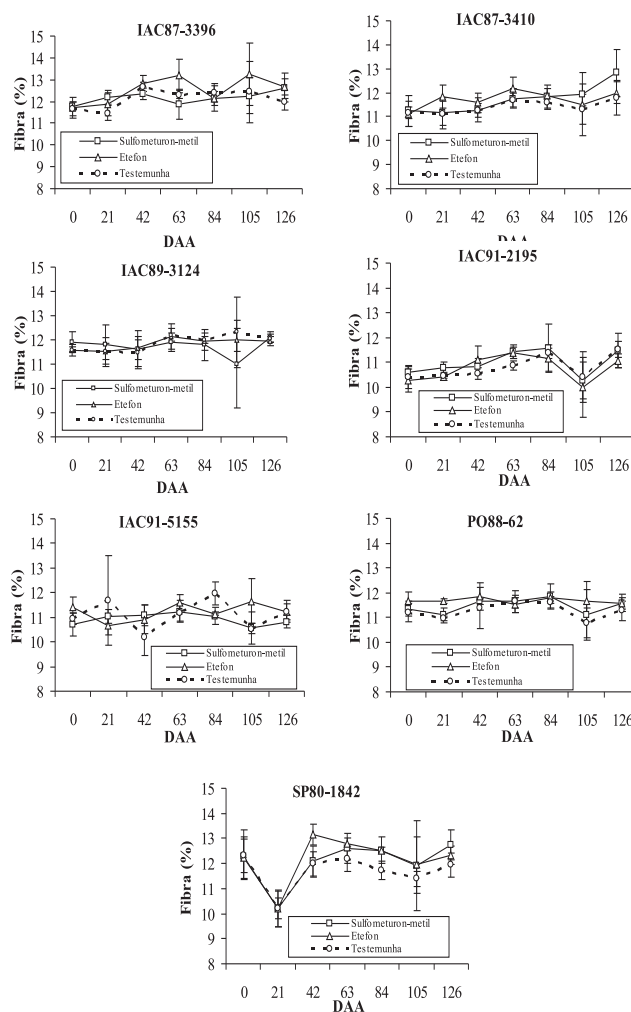 IAC87-3396
Fibra (%)
15
14
13
12
11
10
9
8
Sulfometuron-metil
Etefon
Testemunha
0 21 42 63 84 105 126
DAA
IAC87-3410
Fibra (%)
15
14
13
12
11
10
9
8
Sulfometuron-metil
Etefon
Testemunha
0 21 42 63 84 105 126
DAA
IAC89-3124
Fibra (%)
15
14
13
12
11
10
9
8
Sulfometuron-metil
Etefon
Testemunha
0 21 42 63 84 105 126
DAA
IAC91-2195
Fibra (%)
15
14
13
12
11
10
9
8
Sulfometuron-metil
Etefon
Testemunha
0 21 42 63 84 105 126
DAA
IAC91-5155
Fibra (%)
15
14
13
12
11
10
9
8
Sulfometuron-metil
Etefon
Testemunha
0 21 42 63 84 105 126
DAA
PO88-62
Fibra (%)
15
14
13
12
11
10
9
8
Sulfometuron-metil
Etefon
Testemunha
0 21 42 63 84 105 126
DAA
SP80-1842
Fibra (%)
15
14
13
12
11
10
9
8
Sulfometuron-metil
Etefon
Testemunha
0 21 42 63 84 105 126
DAA